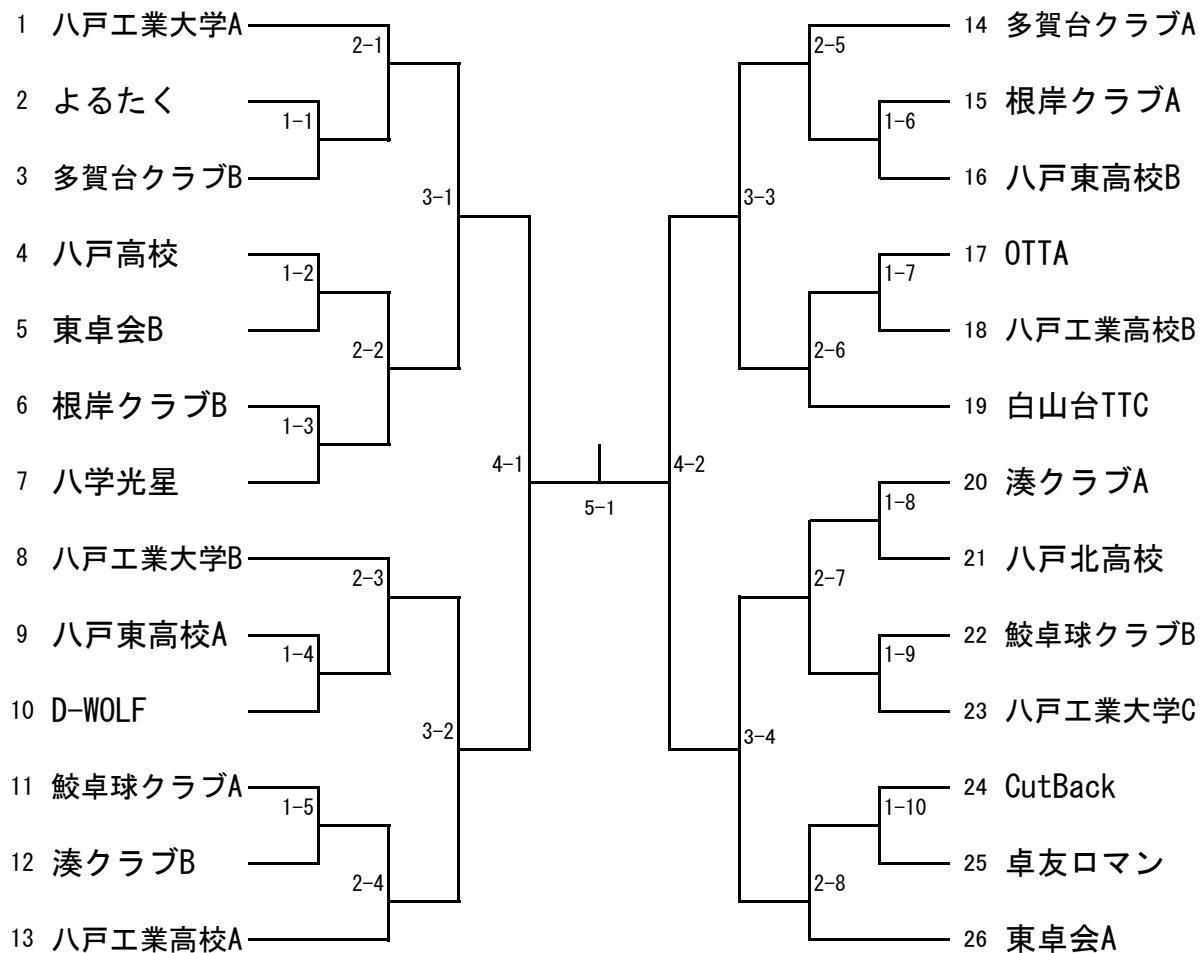 1 八戸工業大学A
2-1
2 よるたく
1-1
3 多賀台クラブB
3-1
4 八戸高校
1-2
5 東卓会B
2-2
6 根岸クラブB
1-3
7 八学光星
4-1
8 八戸工業大学B
2-3
9 八戸東高校A
1-4
10 D-WOLF
3-2
11 鮫卓球クラブA
1-5
12 湊クラブB
2-4
13 八戸工業高校A
5-1
14 多賀台クラブA
2-5
15 根岸クラブA
1-6
16 八戸東高校B
3-3
17 OTTA
1-7
18 八戸工業高校B
2-6
19 白山台TTC
4-2
20 湊クラブA
1-8
21 八戸北高校
2-7
22 鮫卓球クラブB
1-9
23 八戸工業大学C
3-4
24 CutBack
1-10
25 卓友ロマン
2-8
26 東卓会A